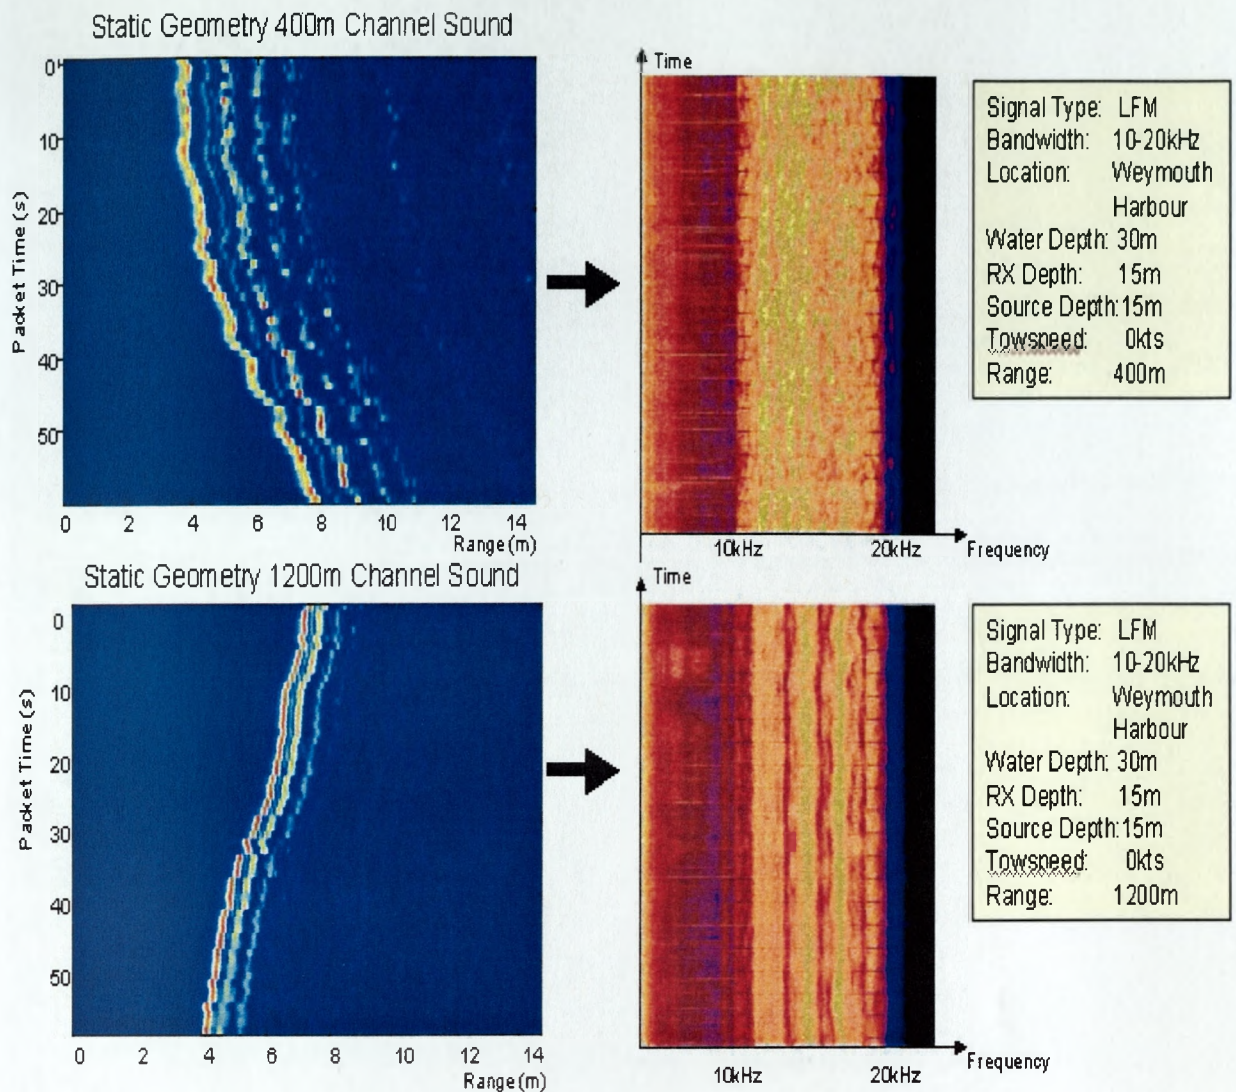 Static Geometry 400m Channel Sound
Packet Time (s)
0
10
20
30
40
50
0 2 4 6 8 10 12 14
Range(m)
Time
10kHz 20kHz Frequency
Signal Type: LFM
Bandwidth: 10-20kHz
Location: Weymouth
Harbour
Water Depth: 30m
RX Depth: 15m
Source Depth:15m
Towspeed: 0kts
Range: 400m
Static Geometry 1200m Channel Sound
Packet Time (s)
0
10
20
30
40
50
0 2 4 6 8 10 12 14
Range(m)
Time
10kHz 20kHz Frequency
Signal Type: LFM
Bandwidth: 10-20kHz
Location: Weymouth
Harbour
Water Depth: 30m
RX Depth: 15m
Source Depth:15m
Towspeed: 0kts
Range: 1200m